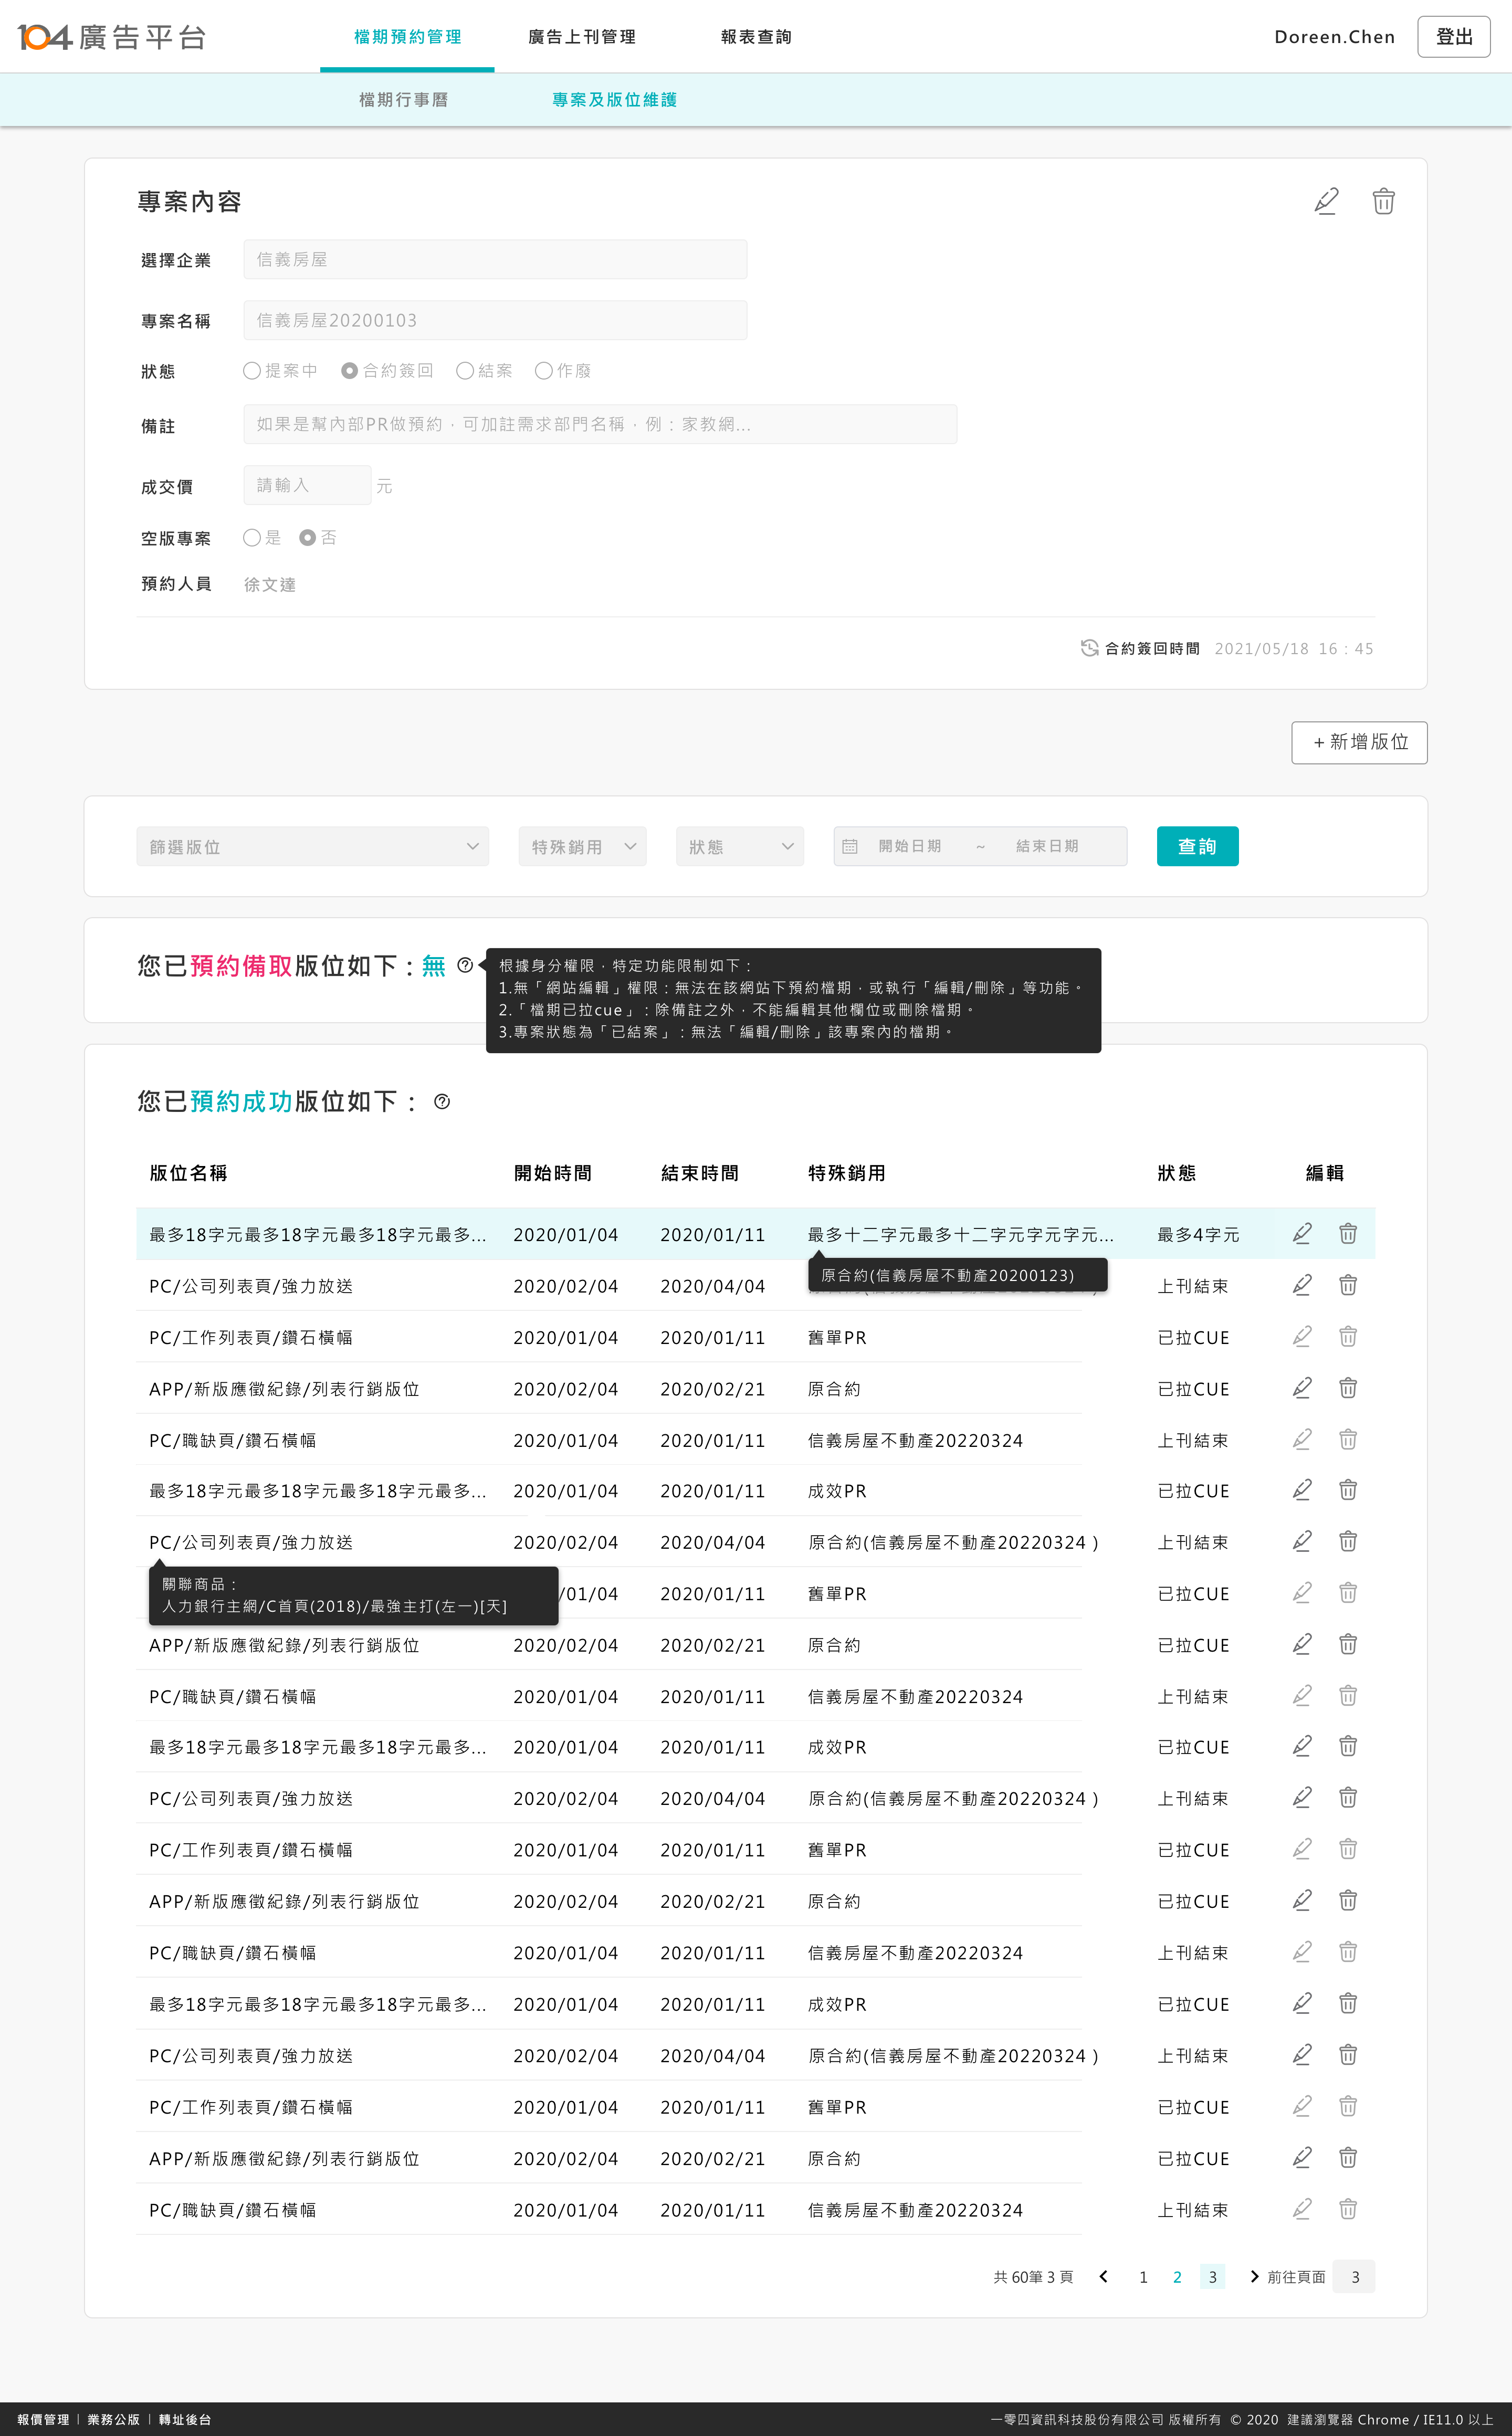 104廣告平台
檔期預約管理 廣告上刊管理 報表查詢 Doreen.Chen 登出
檔期行事曆 專案及版位維護
專案內容
選擇企業 信義房屋
專案名稱 信義房屋20200103
狀態 提案中 合約簽回 結案 作廢
備註 如果是幫內部PR做預約，可加註需求部門名稱，例：家教網...
成交價 請輸入 元
空版專案 是 否
預約人員 徐文達
合約簽回時間 2021/05/18 16：45
+新增版位
篩選版位 特殊銷用 狀態 開始日期 ~ 結束日期 查詢
您已預約備取版位如下：無
根據身分權限，特定功能限制如下：
1.無「網站編輯」權限：無法在該網站下預約檔期，或執行「編輯/刪除」等功能。
2.「檔期已拉cue」：除備註之外，不能編輯其他欄位或刪除檔期。
3.專案狀態為「已結案」：無法「編輯/刪除」該專案內的檔期。
您已預約成功版位如下：
版位名稱 開始時間 結束時間 特殊銷用 狀態 編輯
最多18字元最多18字元最多18字元最多... 2020/01/04 2020/01/11 最多十二字元最多十二字元字元字元... 最多4字元
原合約(信義房屋不動產20200123)
PC/公司列表頁/強力放送 2020/02/04 2020/04/04 上刊結束
PC/工作列表頁/鑽石橫幅 2020/01/04 2020/01/11 舊單PR 已拉CUE
APP/新版應徵紀錄/列表行銷版位 2020/02/04 2020/02/21 原合約 已拉CUE
PC/職缺頁/鑽石橫幅 2020/01/04 2020/01/11 信義房屋不動產20220324 上刊結束
最多18字元最多18字元最多18字元最多... 2020/01/04 2020/01/11 成效PR 已拉CUE
PC/公司列表頁/強力放送 2020/02/04 2020/04/04 原合約(信義房屋不動產20220324 ) 上刊結束
關聯商品：
人力銀行主網/C首頁(2018)/最強主打(左一)[天]
/01/04 2020/01/11 舊單PR 已拉CUE
APP/新版應徵紀錄/列表行銷版位 2020/02/04 2020/02/21 原合約 已拉CUE
PC/職缺頁/鑽石橫幅 2020/01/04 2020/01/11 信義房屋不動產20220324 上刊結束
最多18字元最多18字元最多18字元最多... 2020/01/04 2020/01/11 成效PR 已拉CUE
PC/公司列表頁/強力放送 2020/02/04 2020/04/04 原合約(信義房屋不動產20220324 ) 上刊結束
PC/工作列表頁/鑽石橫幅 2020/01/04 2020/01/11 舊單PR 已拉CUE
APP/新版應徵紀錄/列表行銷版位 2020/02/04 2020/02/21 原合約 已拉CUE
PC/職缺頁/鑽石橫幅 2020/01/04 2020/01/11 信義房屋不動產20220324 上刊結束
最多18字元最多18字元最多18字元最多... 2020/01/04 2020/01/11 成效PR 已拉CUE
PC/公司列表頁/強力放送 2020/02/04 2020/04/04 原合約(信義房屋不動產20220324 ) 上刊結束
PC/工作列表頁/鑽石橫幅 2020/01/04 2020/01/11 舊單PR 已拉CUE
APP/新版應徵紀錄/列表行銷版位 2020/02/04 2020/02/21 原合約 已拉CUE
PC/職缺頁/鑽石橫幅 2020/01/04 2020/01/11 信義房屋不動產20220324 上刊結束
共 60筆 3 頁 1 2 3 前往頁面 3
報價管理 | 業務公版 | 轉址後台 一零四資訊科技股份有限公司 版權所有 © 2020 建議瀏覽器 Chrome / IE11.0 以上